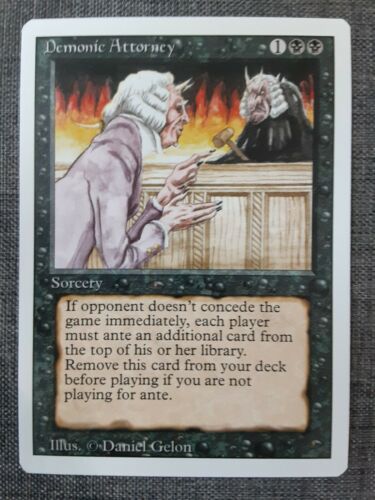 Demonic Attorney 1
Sorcery
If opponent doesn't concede the
game immediately, each player
must ante an additional card from
the top of his or her library.
Remove this card from your deck
before playing if you are not
playing for ante.
Illus. © Daniel Gelon